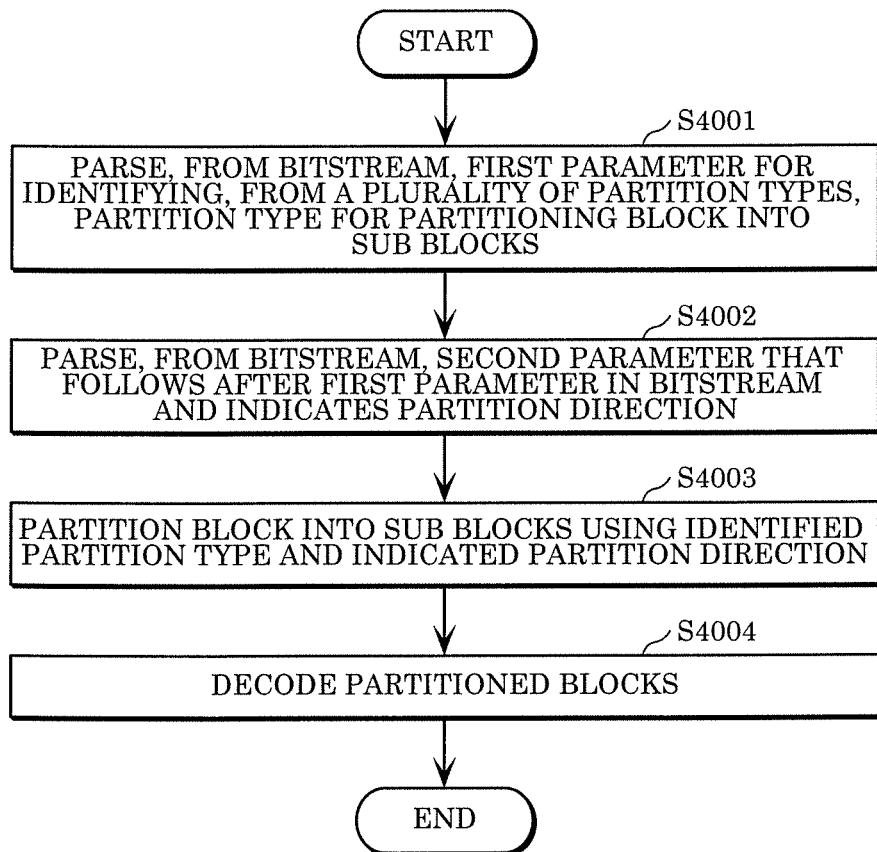 START
S4001
PARSE, FROM BITSTREAM, FIRST PARAMETER FOR
IDENTIFYING, FROM A PLURALITY OF PARTITION TYPES,
PARTITION TYPE FOR PARTITIONING BLOCK INTO
SUB BLOCKS
S4002
PARSE, FROM BITSTREAM, SECOND PARAMETER THAT
FOLLOWS AFTER FIRST PARAMETER IN BITSTREAM
AND INDICATES PARTITION DIRECTION
S4003
PARTITION BLOCK INTO SUB BLOCKS USING IDENTIFIED
PARTITION TYPE AND INDICATED PARTITION DIRECTION
S4004
DECODE PARTITIONED BLOCKS
END